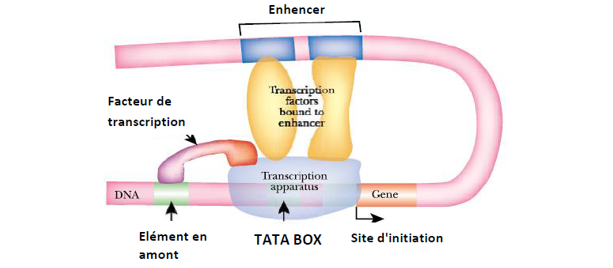 Enhencer
Transcription
factors
bound to
enhancer
Facteur de
transcription
Transcription
apparatus
DNA
Gene
Elément en
amont
TATA BOX
Site d'initiation